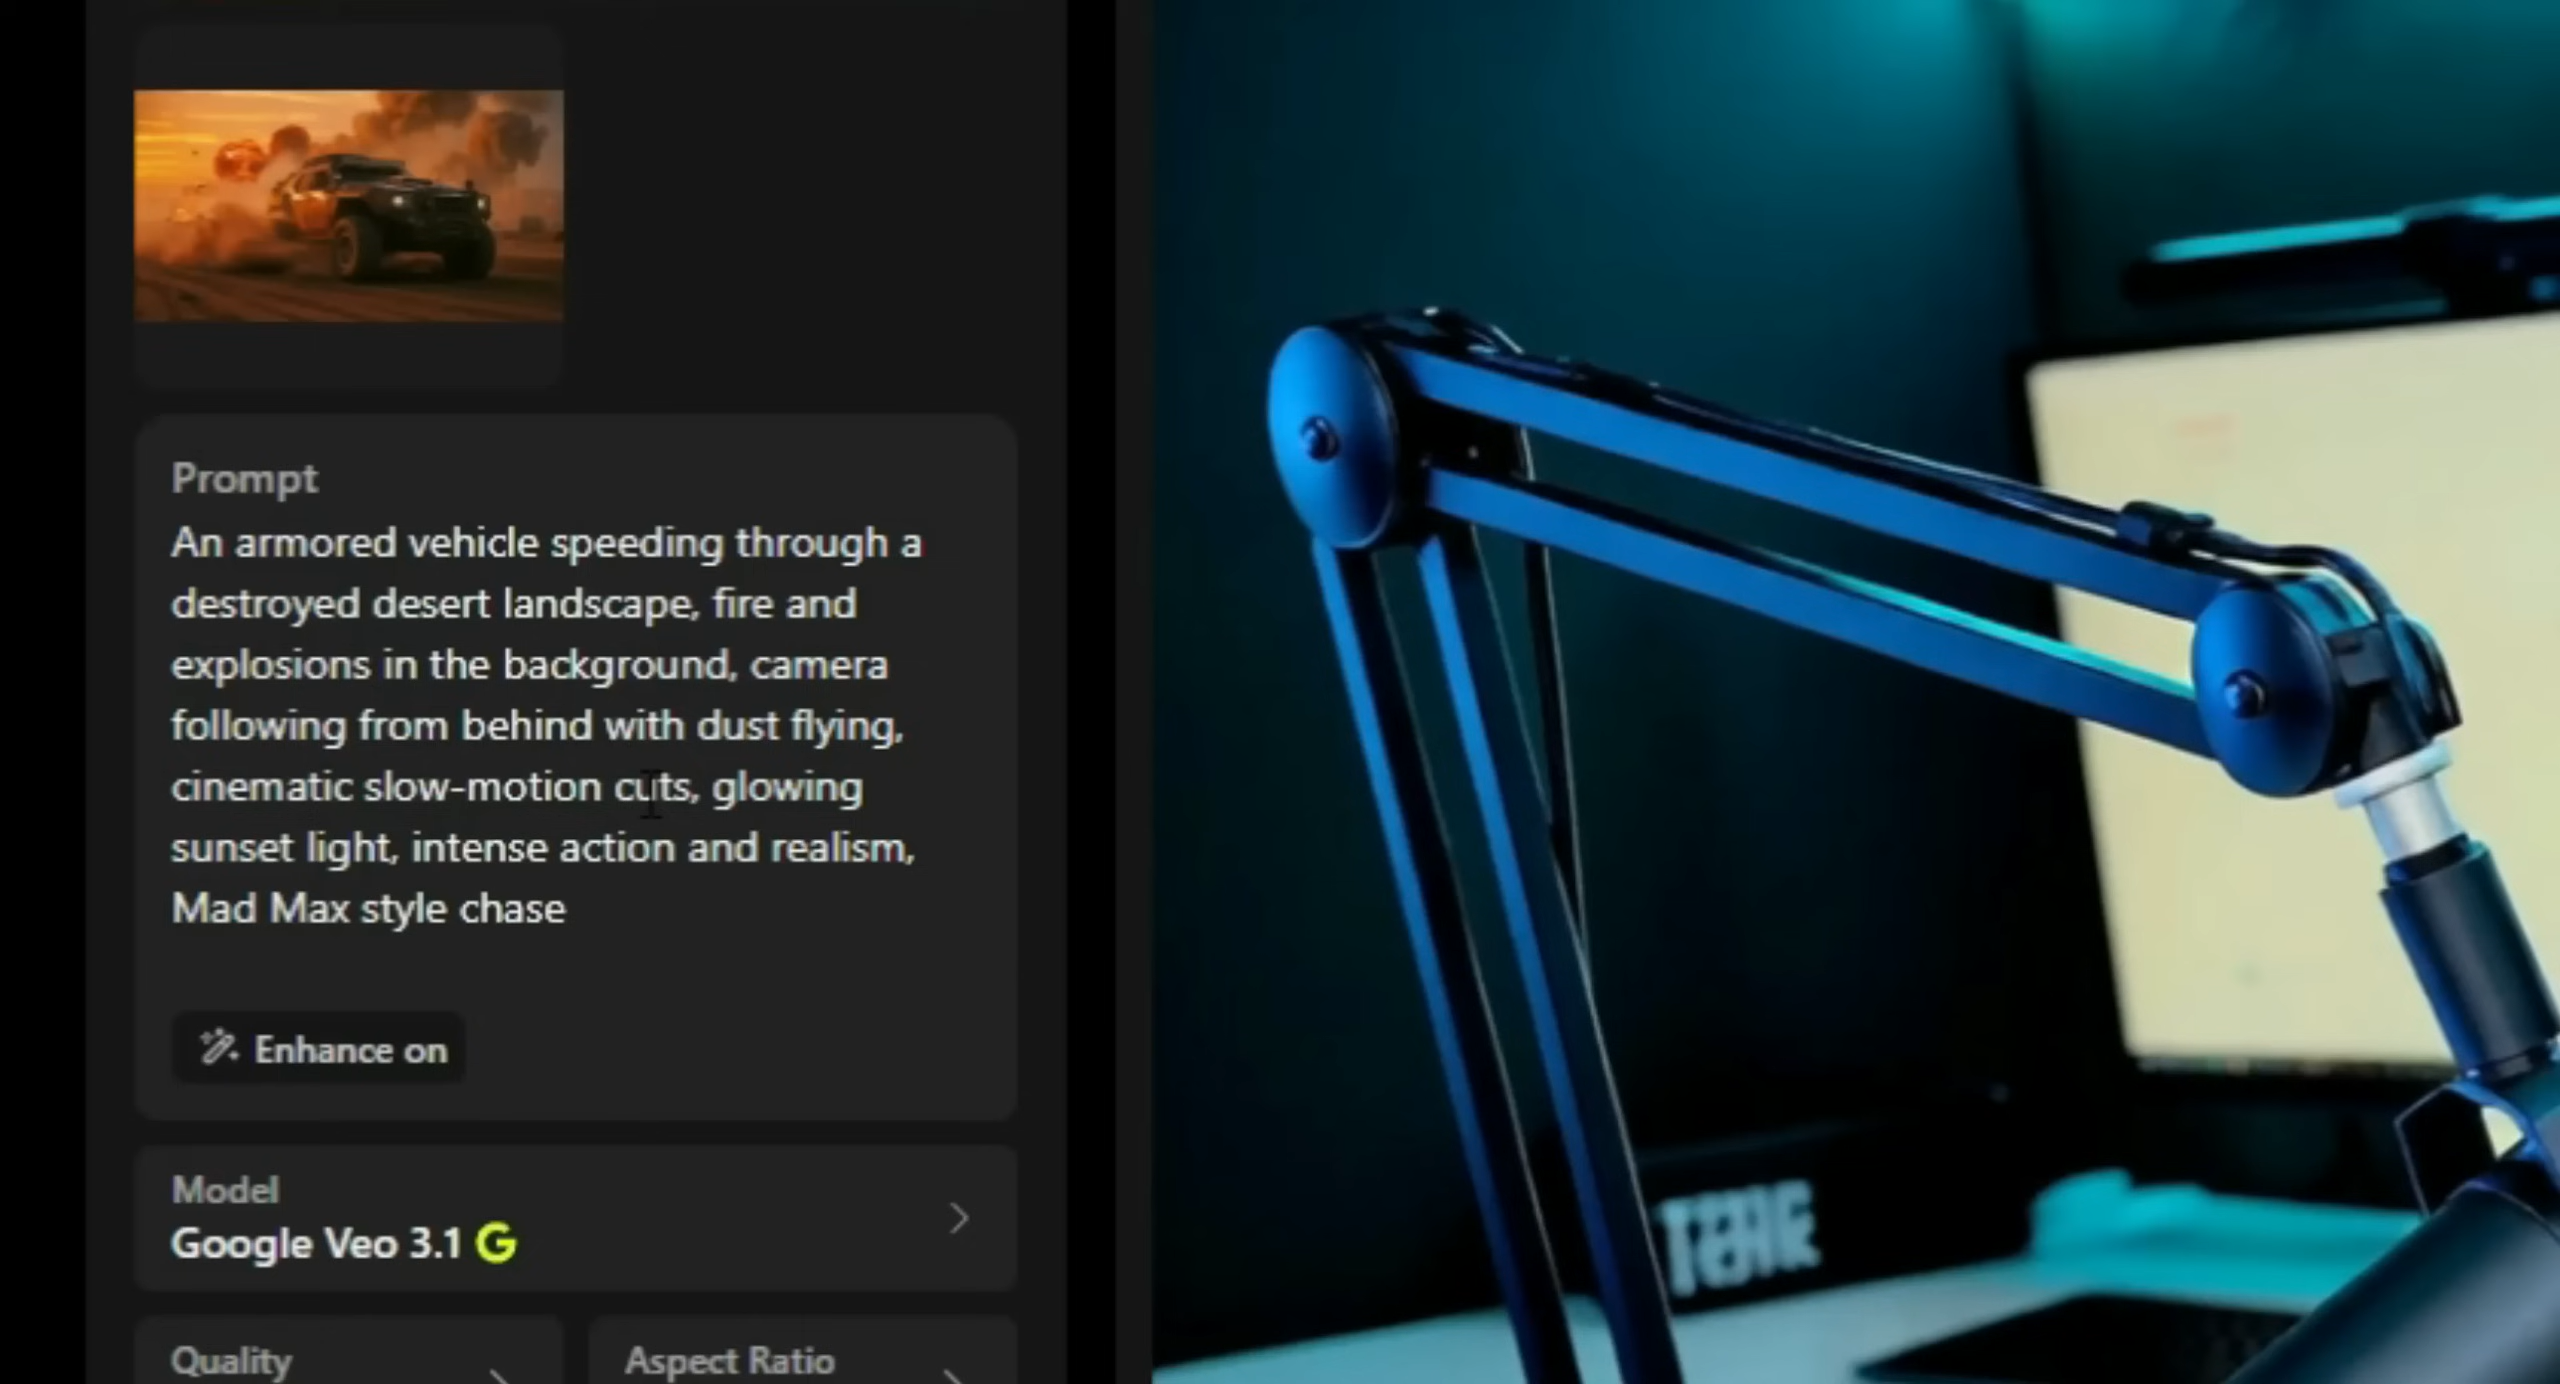 Prompt
An armored vehicle speeding through a
destroyed desert landscape, fire and
explosions in the background, camera
following from behind with dust flying,
cinematic slow-motion cuts, glowing
sunset light, intense action and realism,
Mad Max style chase
Enhance on
Model
Google Veo 3.1 G
Quality
Aspect Ratio